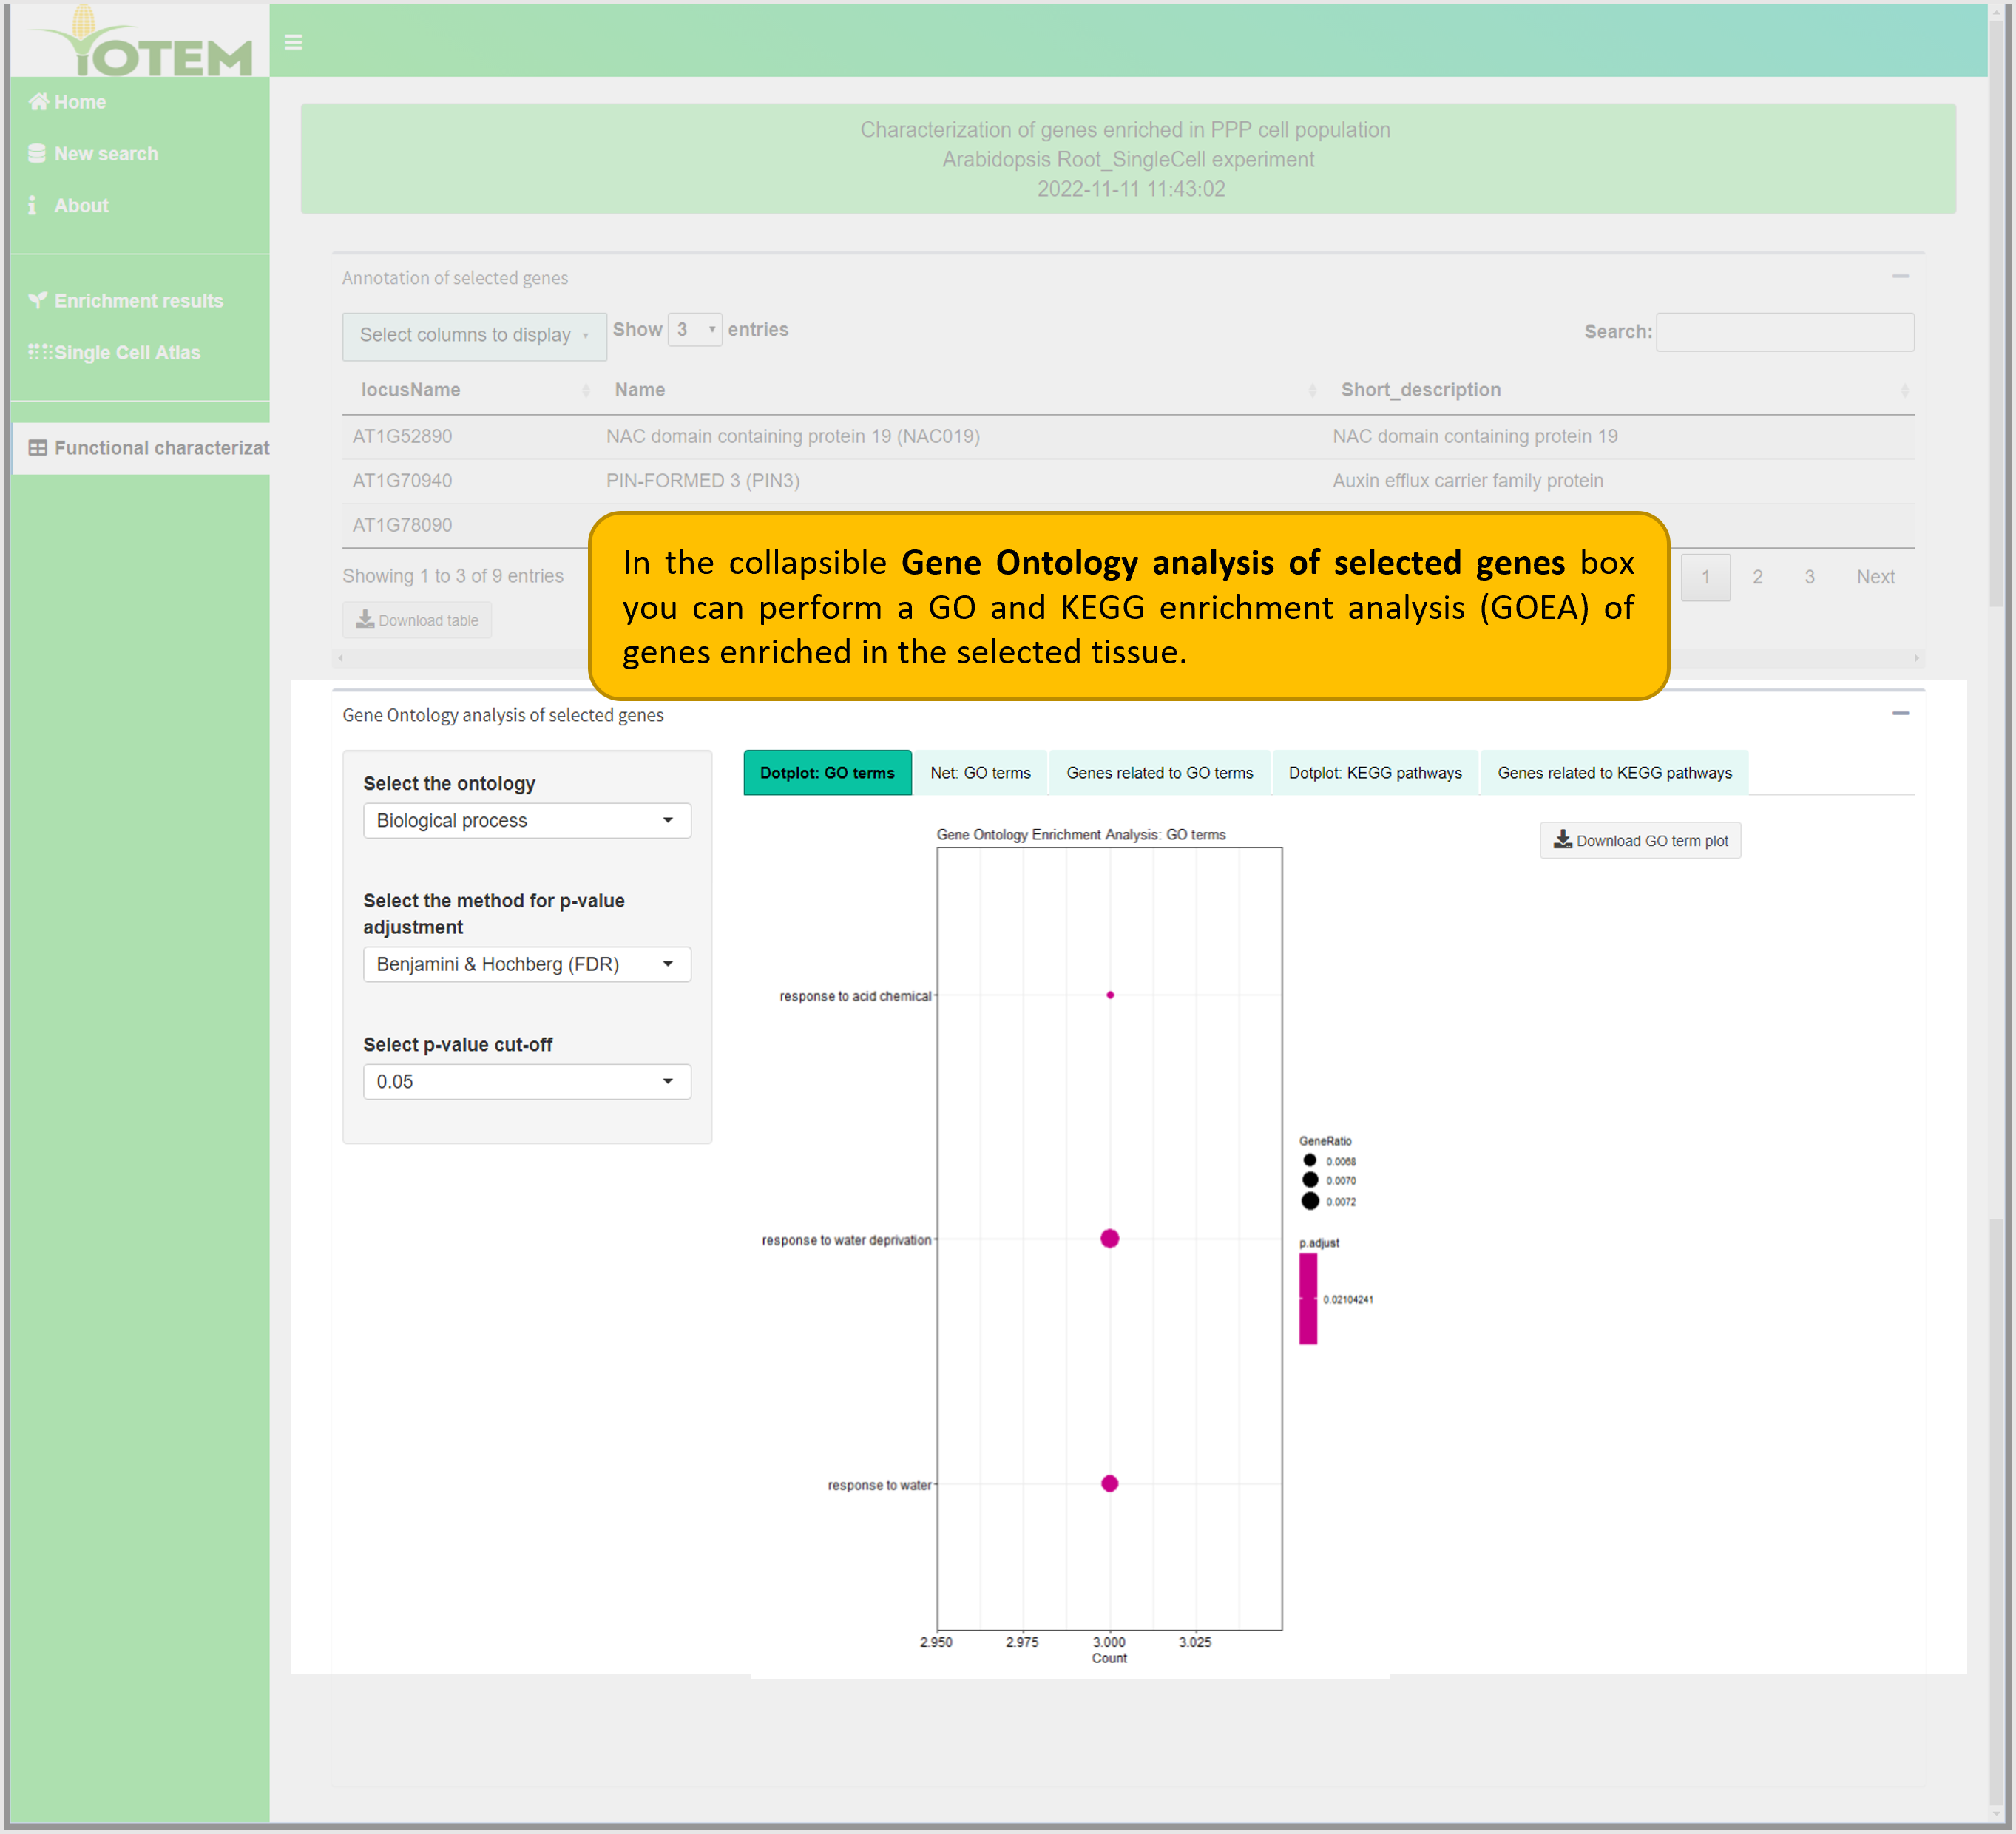 TOTEM
Home
New search
About
Enrichment results
Single Cell Atlas
Functional characterizat
Characterization of genes enriched in PPP cell population
Arabidopsis Root_SingleCell experiment
2022-11-11 11:43:02
Annotation of selected genes
Select columns to display
Show 3 entries
Search:
locusName Name Short_description
AT1G52890 NAC domain containing protein 19 (NAC019) NAC domain containing protein 19
AT1G70940 PIN-FORMED 3 (PIN3) Auxin efflux carrier family protein
AT1G78090
Showing 1 to 3 of 9 entries
1 2 3 Next
Download table
In the collapsible Gene Ontology analysis of selected genes box
you can perform a GO and KEGG enrichment analysis (GOEA) of
genes enriched in the selected tissue.
Gene Ontology analysis of selected genes
Select the ontology
Biological process
Select the method for p-value
adjustment
Benjamini & Hochberg (FDR)
Select p-value cut-off
0.05
Dotplot: GO terms Net: GO terms Genes related to GO terms Dotplot: KEGG pathways Genes related to KEGG pathways
Download GO term plot
Gene Ontology Enrichment Analysis: GO terms
response to acid chemical
response to water deprivation
response to water
2.950 2.975 3.000 3.025
Count
GeneRatio
0.0068
0.0070
0.0072
p.adjust
0.02104241